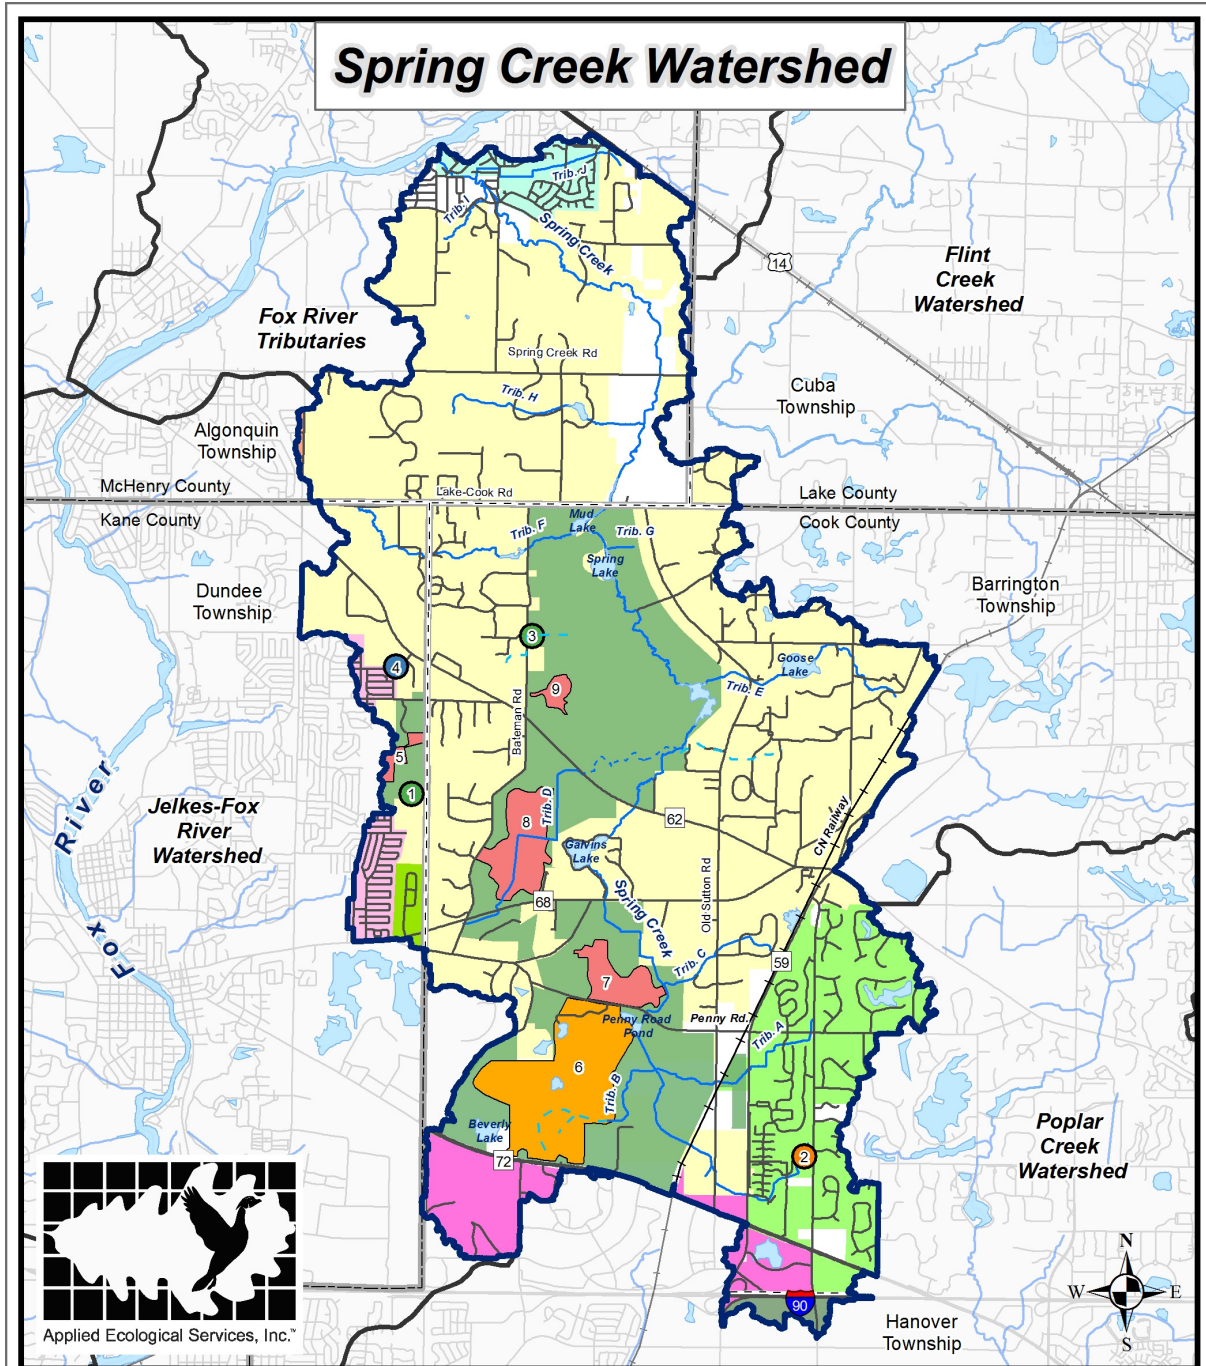 Spring Creek Watershed
Trib. J
Trib. I
Spring Creek
14
Flint
Creek
Watershed
Fox River
Tributaries
Spring Creek Rd
Cuba
Township
Trib. H
Algonquin
Township
McHenry County
Lake-Cook Rd
Lake County
Kane County
Cook County
Mud
Lake
Trib. F
Trib. G
Spring
Lake
Dundee
Township
Barrington
Township
3
4
Goose
Lake
Trib. E
9
Bateman Rd
5
1
Jelkes-Fox
River
Watershed
Fox River
8
Trib. D
62
CN Railway
Galvins
Lake
Old Sutton Rd
68
Spring Creek
Trib. C
59
7
Penny Road
Pond
Penny Rd.
Trib. A
6
Trib. B
Beverly
Lake
72
2
Poplar
Creek
Watershed
90
Hanover
Township
N
W
E
S
Applied Ecological Services, Inc.™